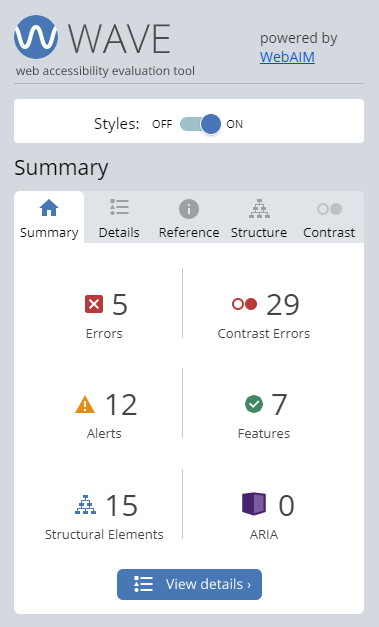 WAVE
web accessibility evaluation tool
powered by
WebAIM
Styles: OFF ON
Summary
Summary Details Reference Structure Contrast
5 29
Errors Contrast Errors
12 7
Alerts Features
15 0
Structural Elements ARIA
View details ›